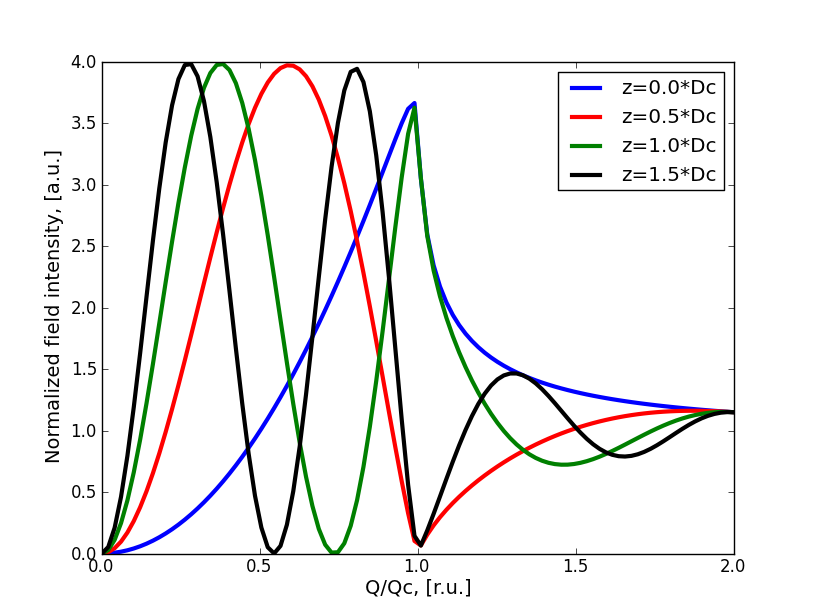 4.0
3.5
3.0
2.5
2.0
1.5
1.0
0.5
0.0
Normalized field intensity, [a.u.]
z=0.0*Dc
z=0.5*Dc
z=1.0*Dc
z=1.5*Dc
0.0 0.5 1.0 1.5 2.0
Q/Qc, [r.u.]